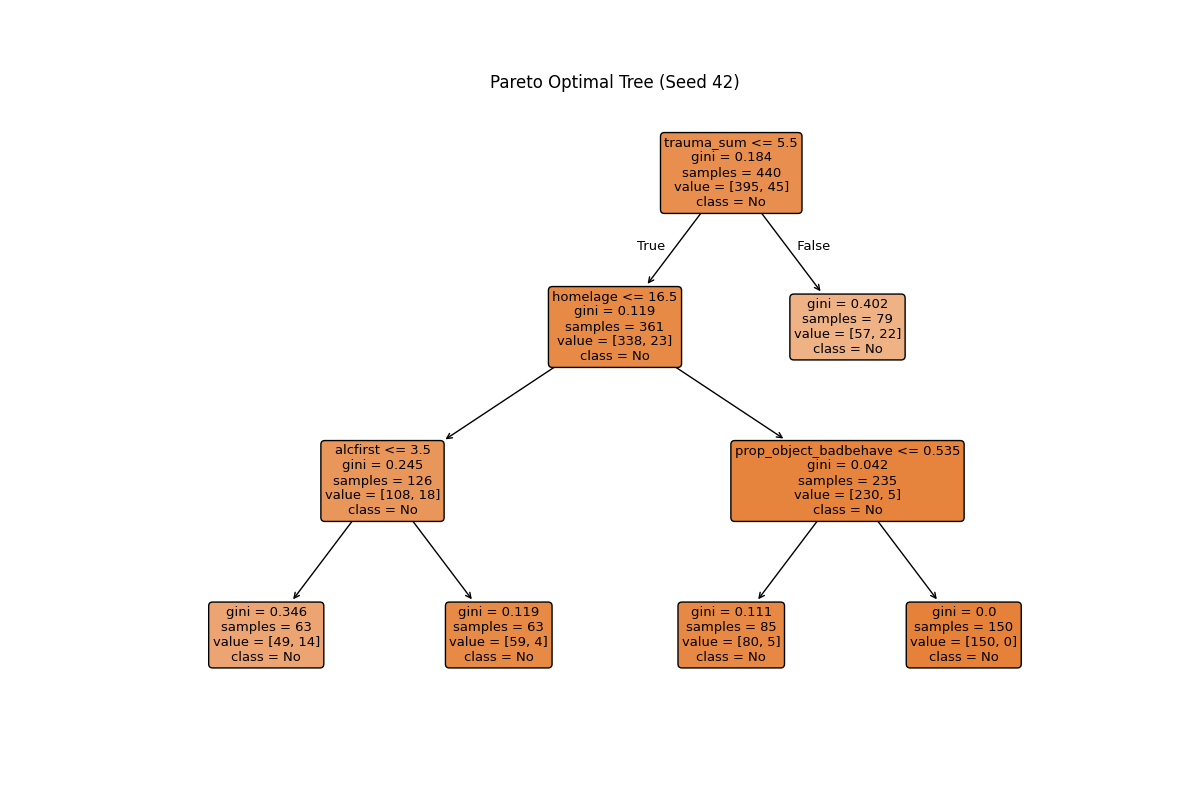 Pareto Optimal Tree (Seed 42)
trauma_sum <= 5.5
gini = 0.184
samples = 440
value = [395, 45]
class = No
True
False
homelage <= 16.5
gini = 0.119
samples = 361
value = [338, 23]
class = No
gini = 0.402
samples = 79
value = [57, 22]
class = No
alcfirst <= 3.5
gini = 0.245
samples = 126
value = [108, 18]
class = No
prop_object_badbehave <= 0.535
gini = 0.042
samples = 235
value = [230, 5]
class = No
gini = 0.346
samples = 63
value = [49, 14]
class = No
gini = 0.119
samples = 63
value = [59, 4]
class = No
gini = 0.111
samples = 85
value = [80, 5]
class = No
gini = 0.0
samples = 150
value = [150, 0]
class = No